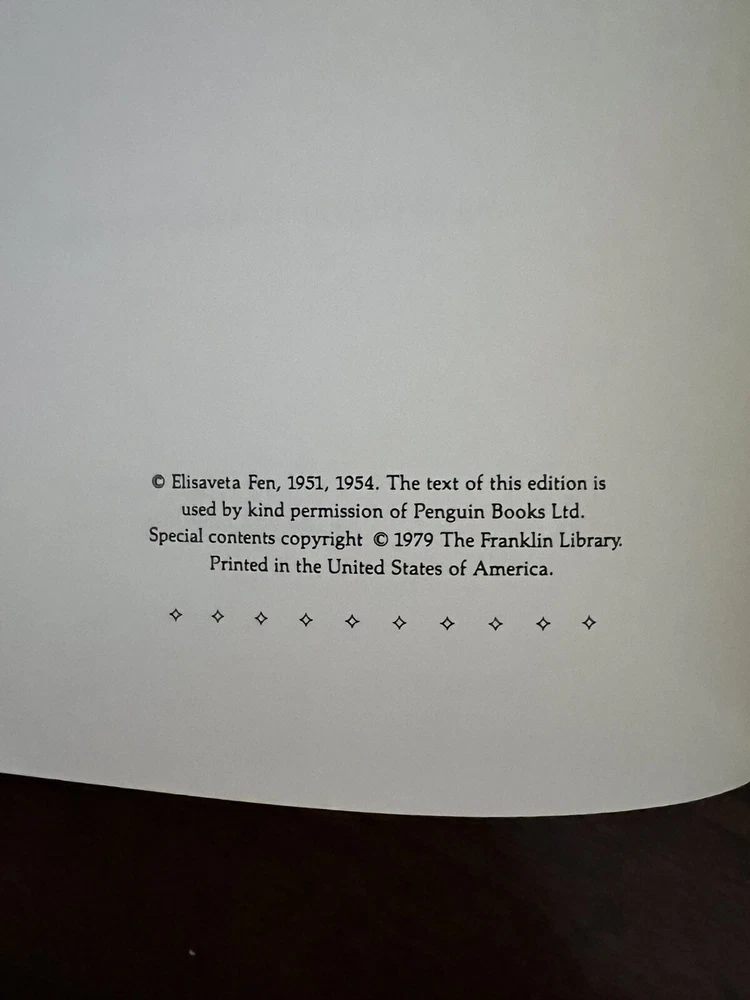 © Elisaveta Fen, 1951, 1954. The text of this edition is
used by kind permission of Penguin Books Ltd.
Special contents copyright © 1979 The Franklin Library.
Printed in the United States of America.